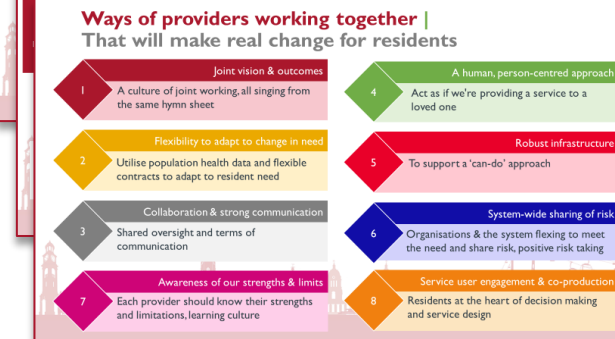 Ways of providers working together |
That will make real change for residents
Joint vision & outcomes
1
A culture of joint working, all singing from
the same hymn sheet
Flexibility to adapt to change in need
2
Utilise population health data and flexible
contracts to adapt to resident need
Collaboration & strong communication
3
Shared oversight and terms of
communication
Awareness of our strengths & limits
7
Each provider should know their strengths
and limitations, learning culture
A human, person-centred approach
4
Act as if we're providing a service to a
loved one
Robust infrastructure
5
To support a 'can-do' approach
System-wide sharing of risk
6
Organisations & the system flexing to meet
the need and share risk, positive risk taking
Service user engagement & co-production
8
Residents at the heart of decision making
and service design